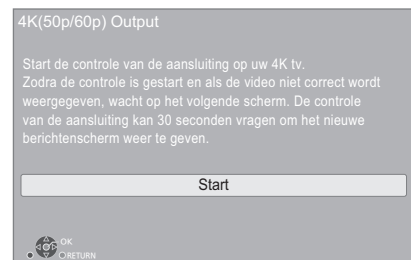 4K(50p/60p) Output
Start de controle van de aansluiting op uw 4K tv.
Zodra de controle is gestart en als de video niet correct wordt
weergegeven, wacht op het volgende scherm. De controle
van de aansluiting kan 30 seconden vragen om het nieuwe
berichtenscherm weer te geven.
Start
OK
RETURN